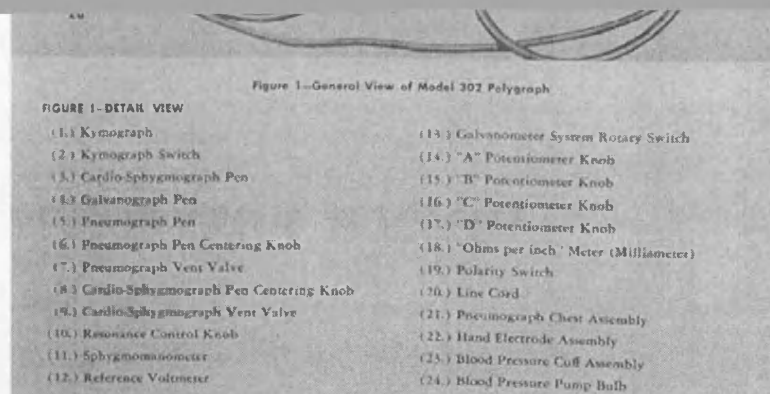 Figure 1—General View of Model 302 Polygraph
FIGURE 1-DETAIL VIEW
(1.) Kymograph
(2.) Kymograph Switch
(3.) Cardio-Sphygmograph Pen
(4.) Galvanograph Pen
(5.) Pneumograph Pen
(6.) Pneumograph Pen Centering Knob
(7.) Pneumograph Vent Valve
(8.) Cardio-Sphygmograph Pen Centering Knob
(9.) Cardio-Sphygmograph Vent Valve
(10.) Resonance Control Knob
(11.) Sphygmomanometer
(12.) Reference Voltmeter
(13.) Galvanometer System Rotary Switch
(14.) "A" Potentiometer Knob
(15.) "B" Potentiometer Knob
(16.) "C" Potentiometer Knob
(17.) "D" Potentiometer Knob
(18.) "Ohms per inch" Meter (Milliameter)
(19.) Polarity Switch
(20.) Line Cord
(21.) Pneumograph Chest Assembly
(22.) Hand Electrode Assembly
(23.) Blood Pressure Cuff Assembly
(24.) Blood Pressure Pump Bulb